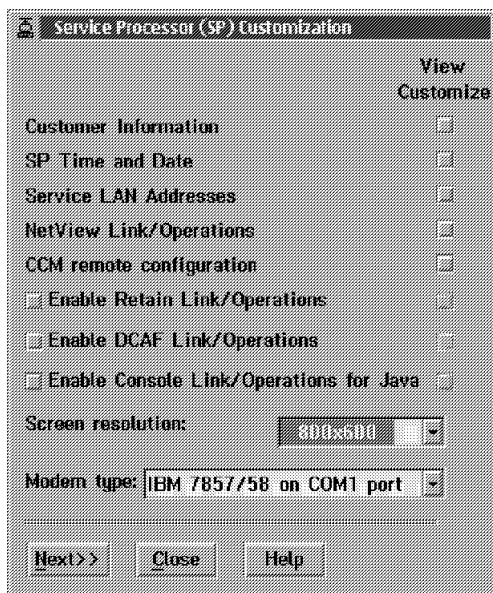 Service Processor (SP) Customization
View
Customize
Customer Information
SP Time and Date
Service LAN Addresses
NetView Link/Operations
CCM remote configuration
Enable Retain Link/Operations
Enable DCAF Link/Operations
Enable Console Link/Operations for Java
Screen resolution: 800x600
Modem type: IBM 7857/58 on COM1 port
Next>> Close Help